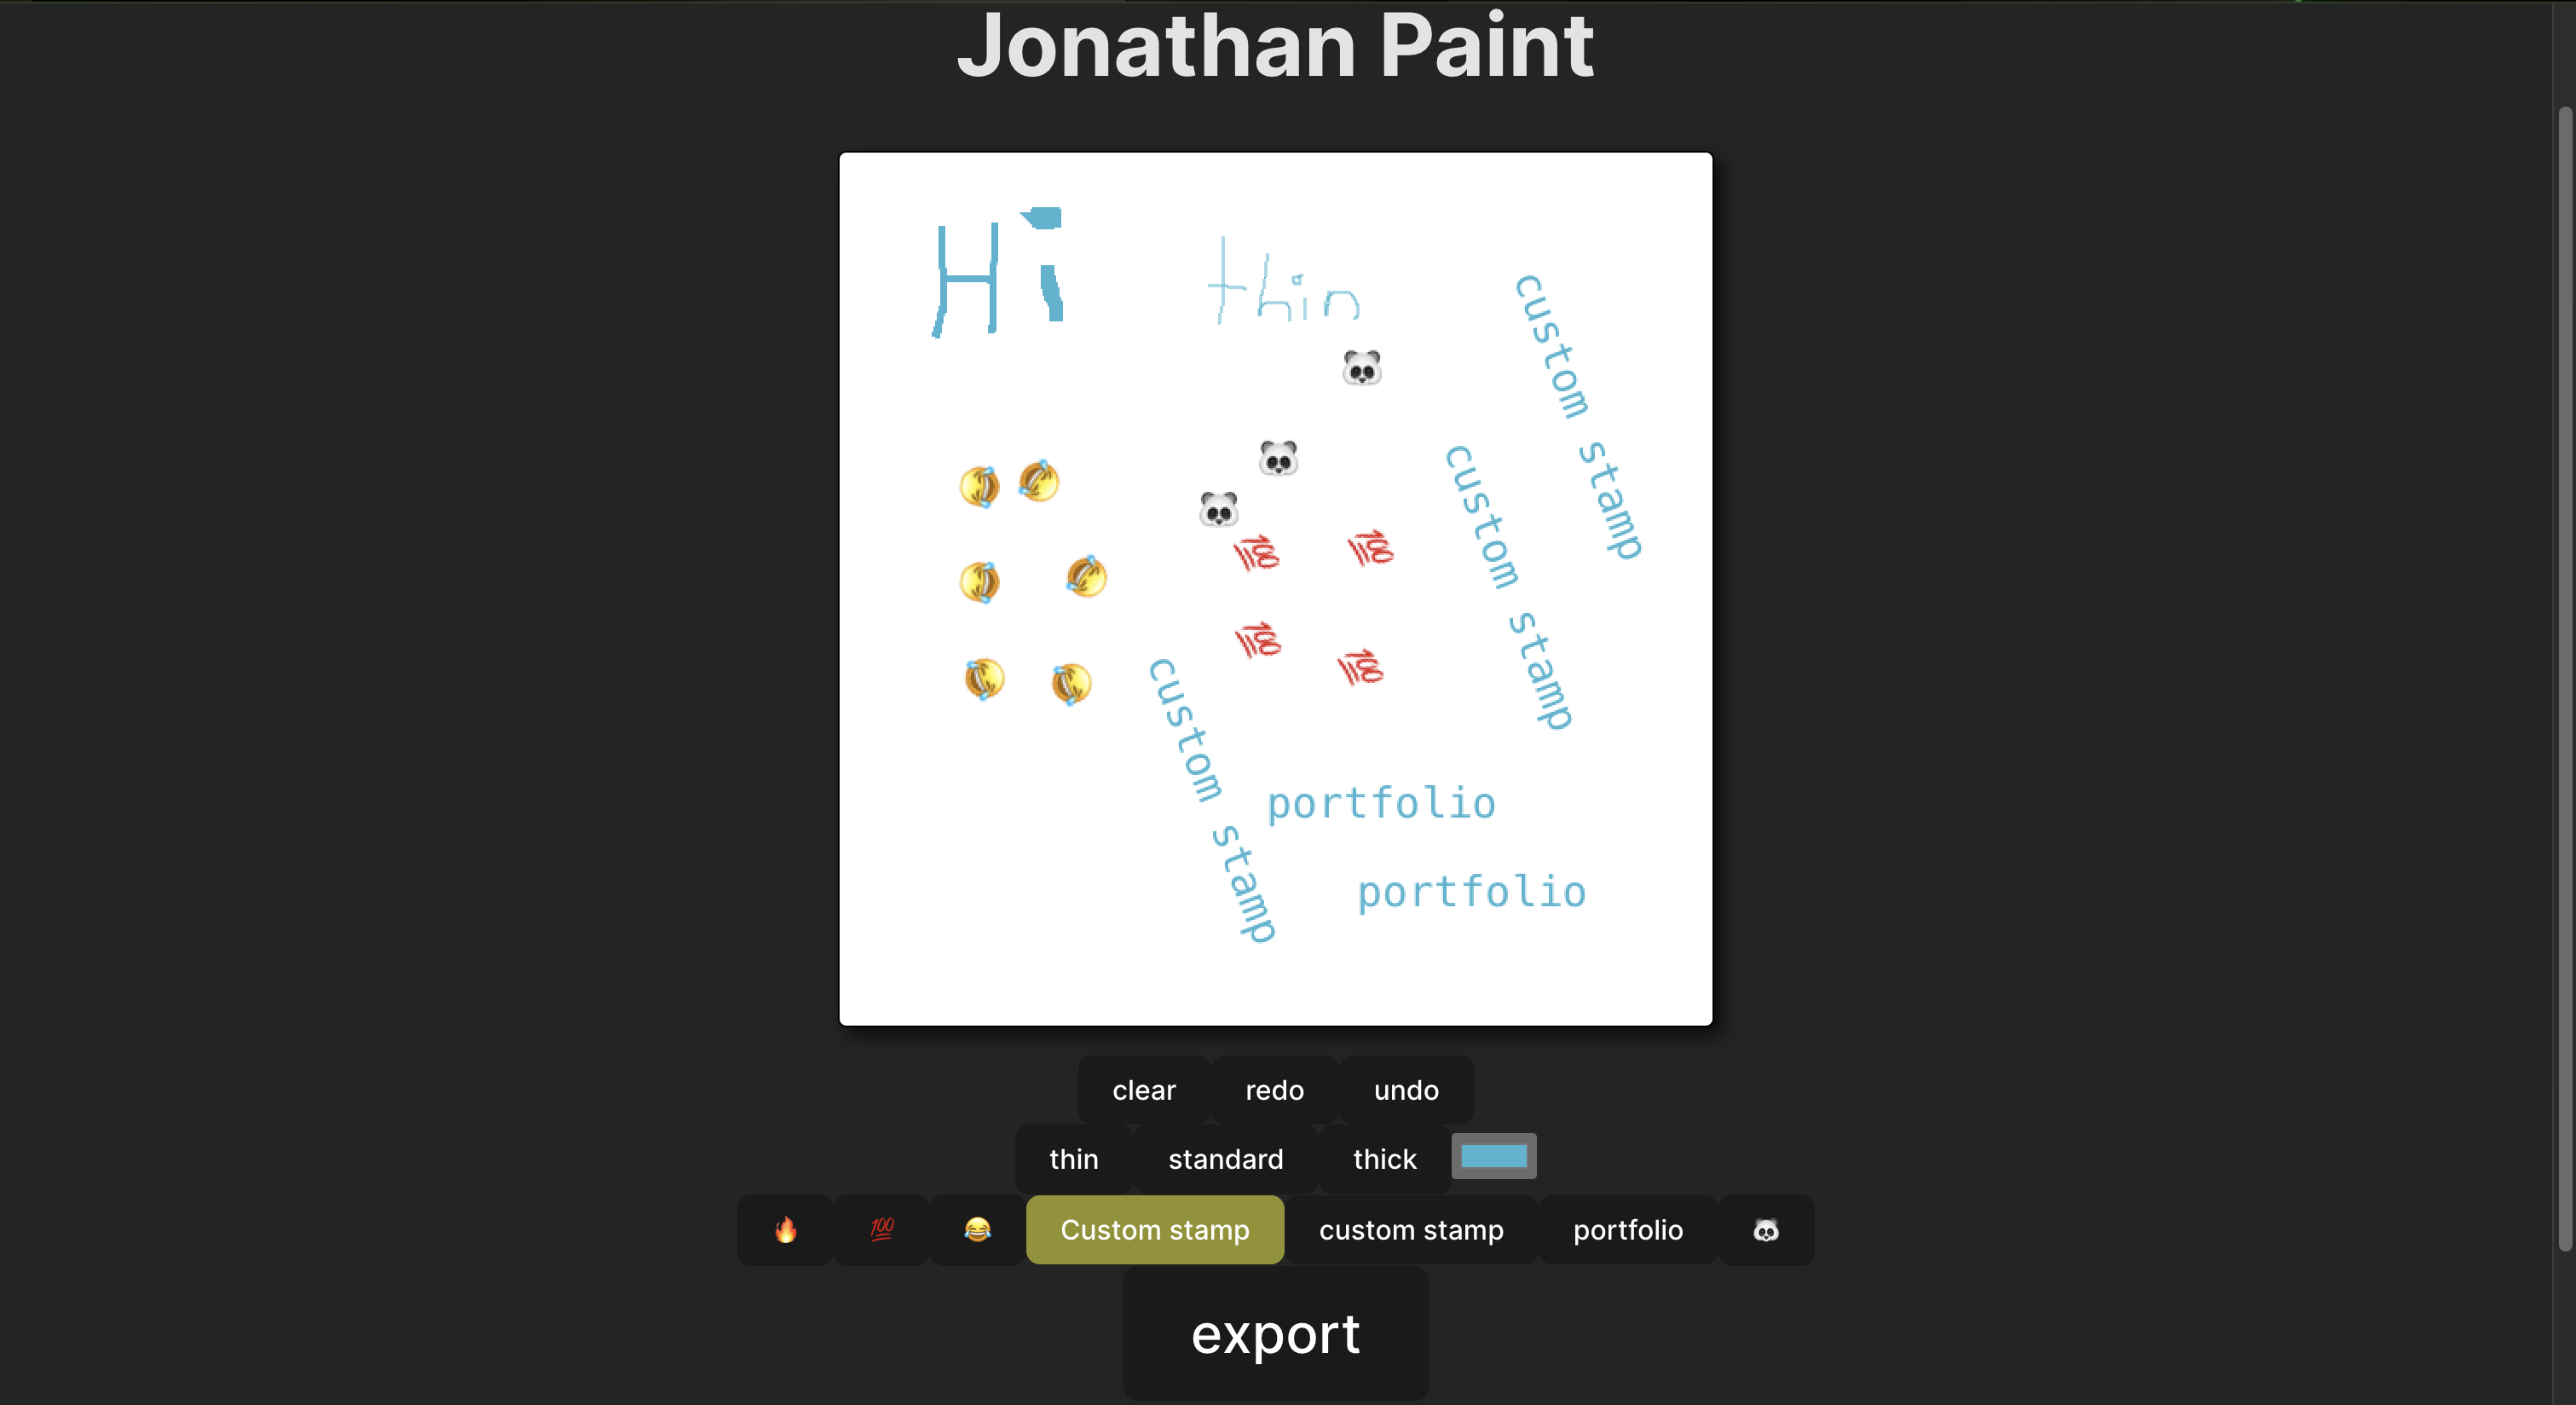 Jonathan Paint
Hi
thin
custom stamp
custom stamp
💯 💯
💯 💯
custom stamp
portfolio
portfolio
clear redo undo
thin standard thick
🔥 💯 😂 Custom stamp custom stamp portfolio 🐼
export